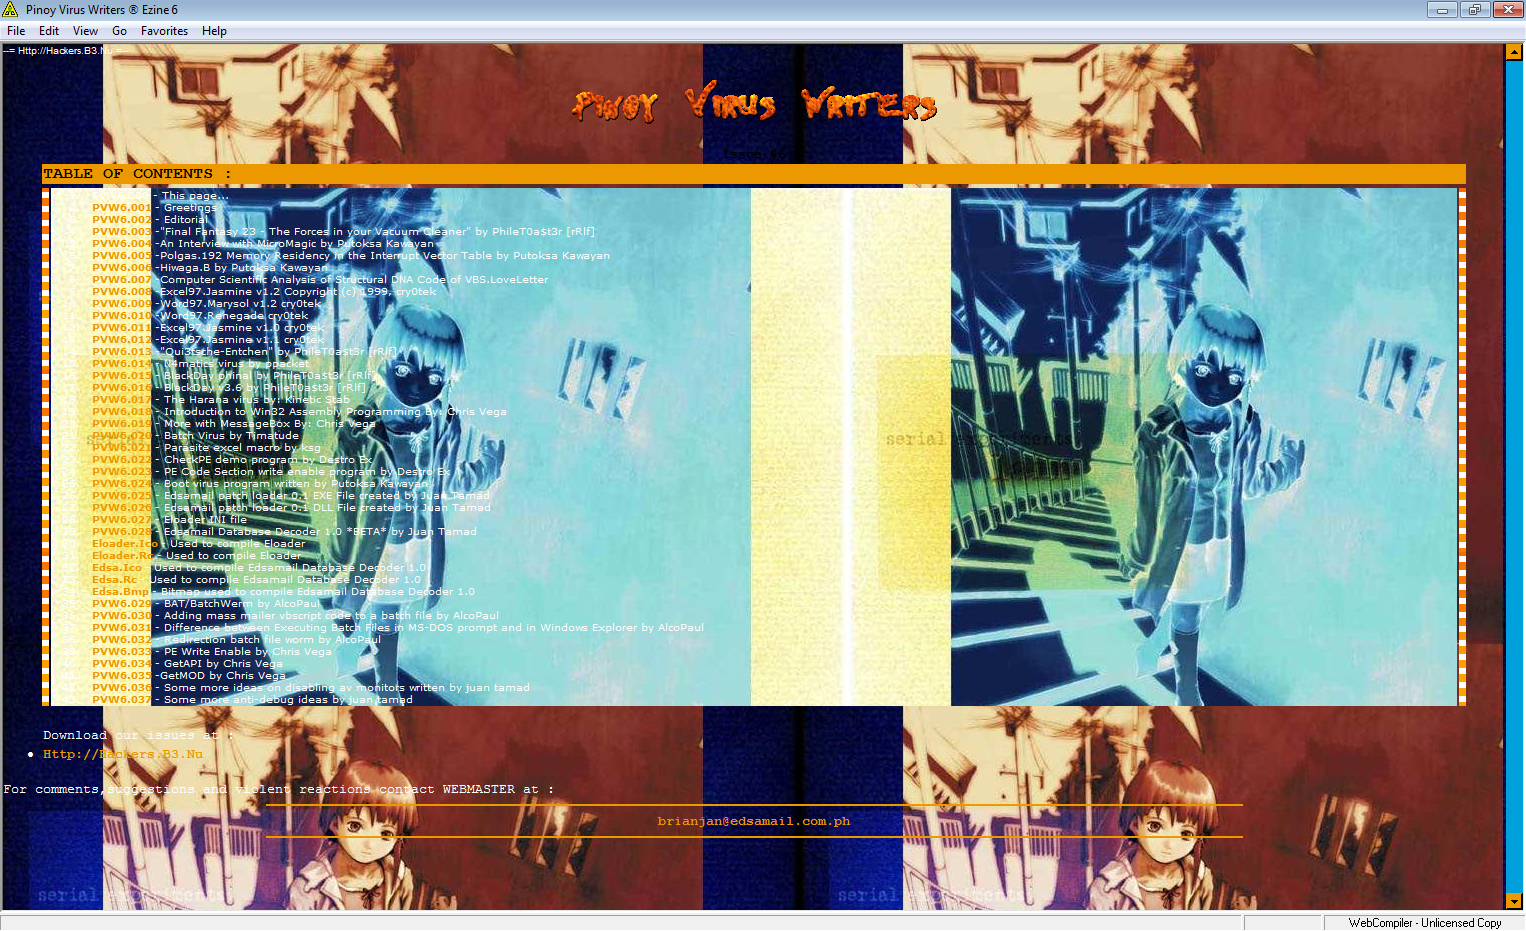 Pinoy Virus Writers ® Ezine 6
File Edit View Go Favorites Help
--= Http://Hackers.B3.Nu =--
Pinoy Virus Writers
TABLE OF CONTENTS :
- This page...
PVW6.001 - Greetings
PVW6.002 - Editorial
PVW6.003 -"Final Fantasy 23 - The Forces in your Vacuum Cleaner" by PhileT0a$t3r [rRlf]
PVW6.004 -An Interview with MicroMagic by Putoksa Kawayan
PVW6.005 -Polgas.192 Memory Residency in the Interrupt Vector Table by Putoksa Kawayan
PVW6.006 -Hiwaga.B by Putoksa Kawayan
PVW6.007 -Computer Scientific Analysis of Structural DNA Code of VBS.LoveLetter
PVW6.008 -Excel97.Jasmine v1.2 Copyright (c) 1999, cry0tek
PVW6.009 -Word97.Marysol v1.2 cry0tek
PVW6.010 -Word97.Renegade cry0tek
PVW6.011 -Excel97.Jasmine v1.0 cry0tek
PVW6.012 -Excel97.Jasmine v1.1 cry0tek
PVW6.013 -"Qui3tsche-Entchen" by PhileT0a$t3r [rRlf]
PVW6.014 - N4matics virus by ppacket
PVW6.015 - BlackDay phinal by PhileT0a$t3r [rRlf]
PVW6.016 - BlackDay v3.6 by PhileT0a$t3r [rRlf]
PVW6.017 - The Harana virus by: Kinetic Stab
PVW6.018 - Introduction to Win32 Assembly Programming By: Chris Vega
PVW6.019 - More with MessageBox By: Chris Vega
PVW6.020 - Batch Virus by Timatude
PVW6.021 - Parasite excel macro by ksg
PVW6.022 - CheckPE demo program by Destro Ex
PVW6.023 - PE Code Section write enable program by Destro Ex
PVW6.024 - Boot virus program written by Putoksa Kawayan
PVW6.025 - Edsamail patch loader 0.1 EXE File created by Juan Tamad
PVW6.026 - Edsamail patch loader 0.1 DLL File created by Juan Tamad
PVW6.027 - Eloader INI file
PVW6.028 - Edsamail Database Decoder 1.0 *BETA* by Juan Tamad
Eloader.Ico - Used to compile Eloader
Eloader.Rc - Used to compile Eloader
Edsa.Ico - Used to compile Edsamail Database Decoder 1.0
Edsa.Rc - Used to compile Edsamail Database Decoder 1.0
Edsa.Bmp - Bitmap used to compile Edsamail Database Decoder 1.0
PVW6.029 - BAT/BatchWerm by AlcoPaul
PVW6.030 - Adding mass mailer vbscript code to a batch file by AlcoPaul
PVW6.031 - Difference between Executing Batch Files in MS-DOS prompt and in Windows Explorer by AlcoPaul
PVW6.032 - Redirection batch file worm by AlcoPaul
PVW6.033 - PE Write Enable by Chris Vega
PVW6.034 - GetAPI by Chris Vega
PVW6.035 -GetMOD by Chris Vega
PVW6.036 - Some more ideas on disabling av monitors written by juan tamad
PVW6.037 - Some more anti-debug ideas by juan tamad
serial experiments
Download our issues at :
Http://Hackers.B3.Nu
For comments,suggestions and violent reactions contact WEBMASTER at :
brianjan@edsamail.com.ph
serial experiments
serial experiments
WebCompiler - Unlicensed Copy